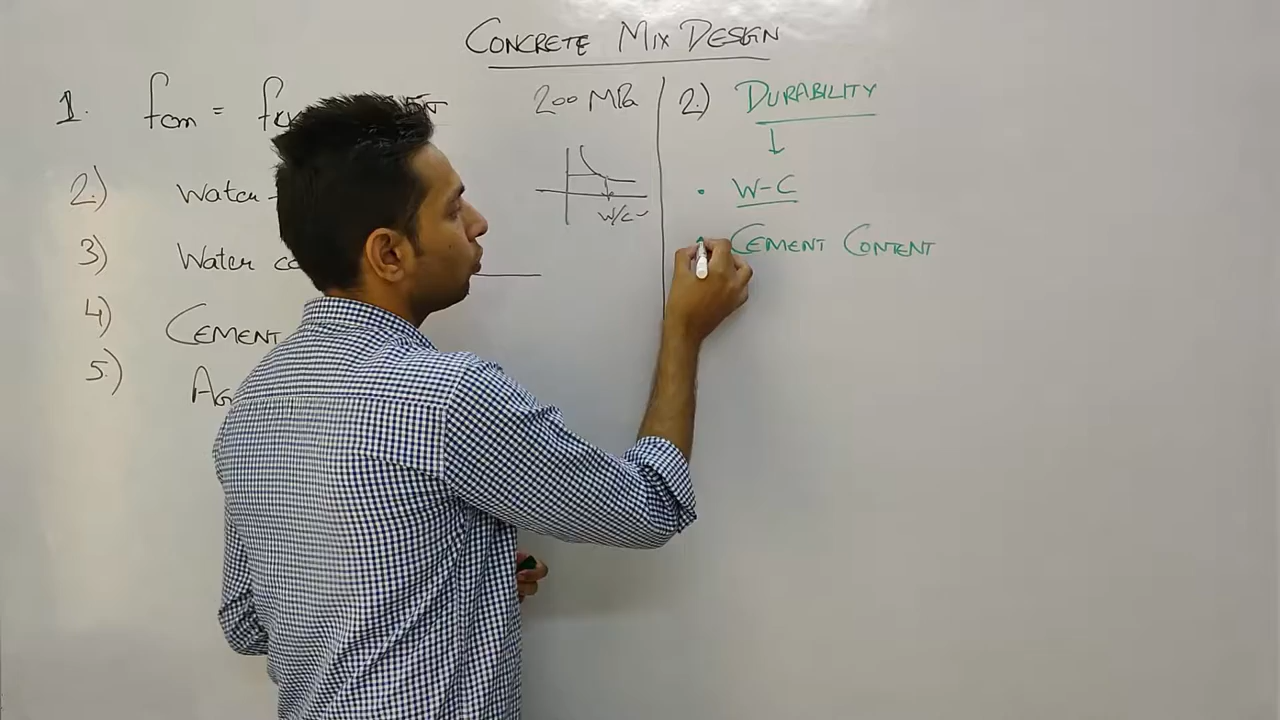 CONCRETE MIX DESIGN
1. fcm =
2.) Water -
3) Water
4) CEMENT
5.)
200 MPa
W/C
2.) DURABILITY
↓
• W-C
• CEMENT CONTENT